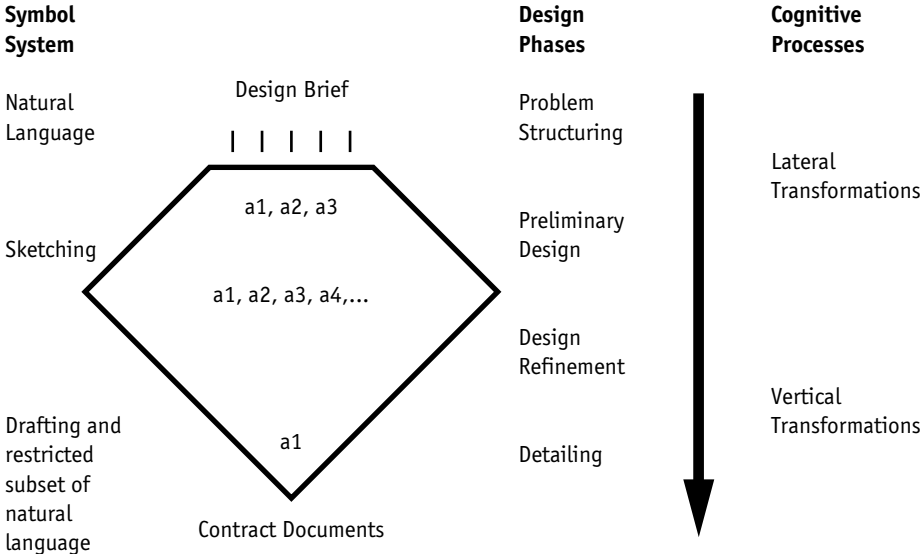 Symbol
System
Design
Phases
Cognitive
Processes
Natural
Language
Design Brief
Problem
Structuring
Lateral
Transformations
a1, a2, a3
Sketching
Preliminary
Design
a1, a2, a3, a4,...
Design
Refinement
Vertical
Transformations
Drafting and
restricted
subset of
natural
language
a1
Detailing
Contract Documents